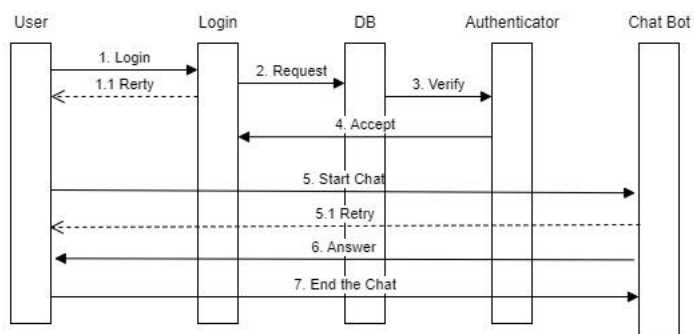 User Login DB Authenticator Chat Bot
1. Login
2. Request
1.1 Rerty
3. Verify
4. Accept
5. Start Chat
5.1 Retry
6. Answer
7. End the Chat